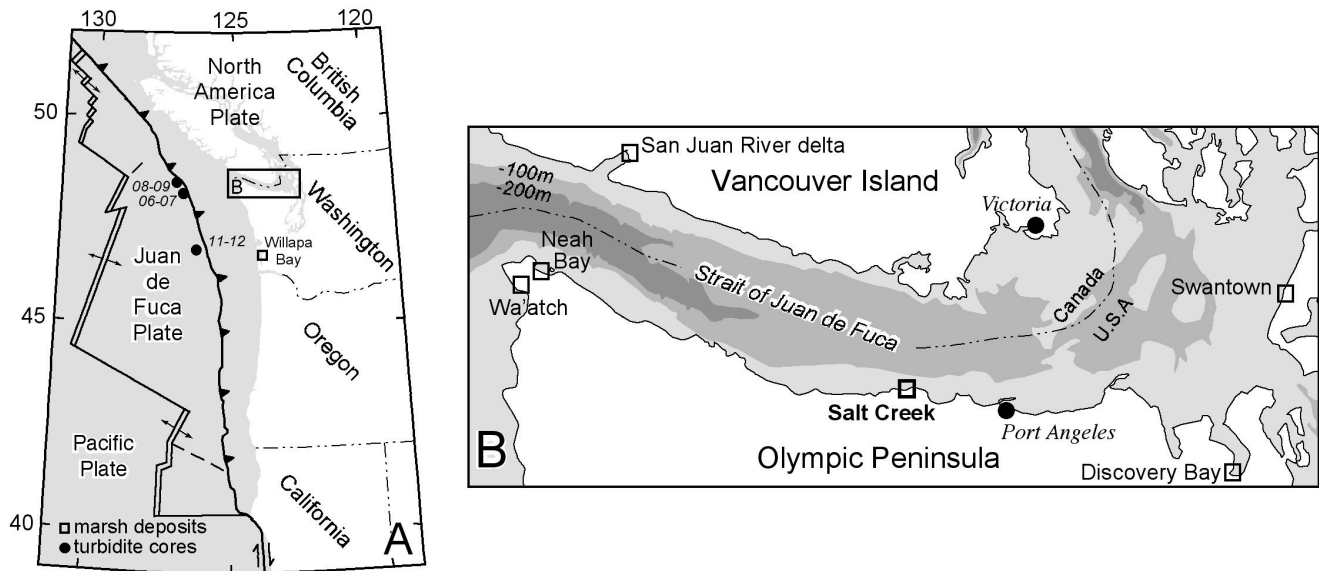 130
125
120
50
45
40
North
America
Plate
British
Columbia
B
Washington
08-09
06-07
11-12
Willapa
Bay
Juan
de
Fuca
Plate
Oregon
Pacific
Plate
California
marsh deposits
turbidite cores
A
San Juan River delta
-100m
-200m
Vancouver Island
Victoria
Neah
Bay
Wa'atch
Strait of Juan de Fuca
Canada
U.S.A
Swantown
Salt Creek
Port Angeles
B
Olympic Peninsula
Discovery Bay